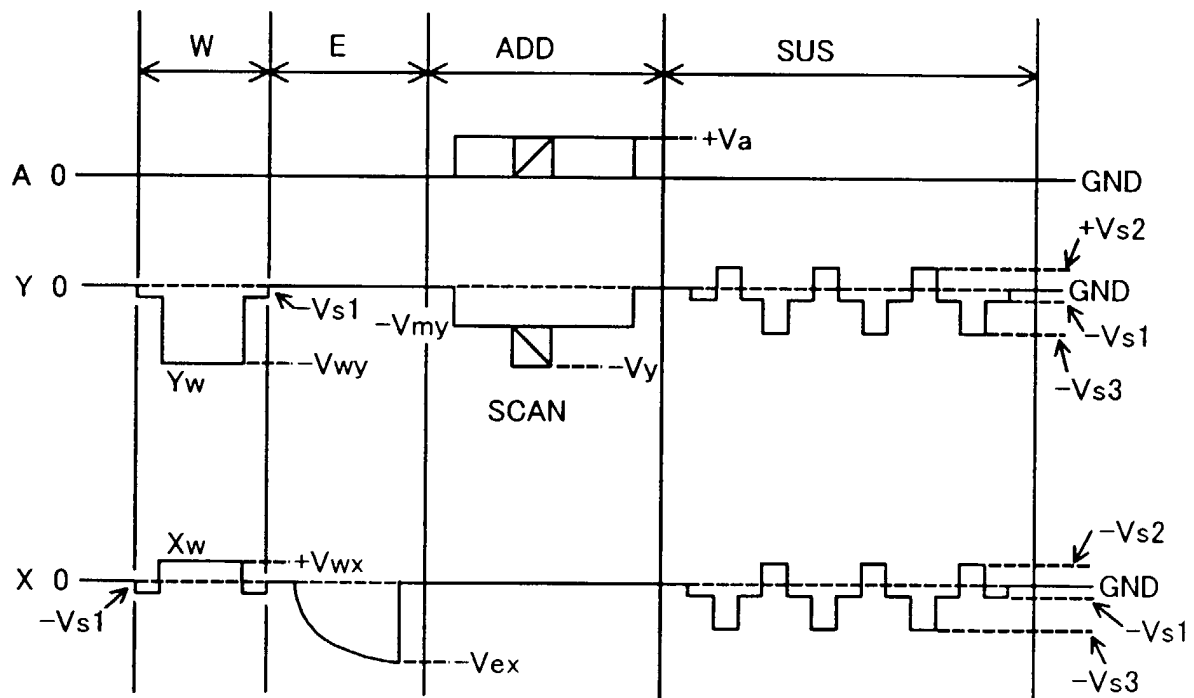 W E ADD SUS
+Va
A 0 GND
+Vs2
Y 0 GND
-Vs1
-Vmy
-Vs1
-Vwy
Yw
-Vy
-Vs3
SCAN
Xw
+Vwx
-Vs2
X 0 GND
-Vs1
-Vs1
-Vex
-Vs3